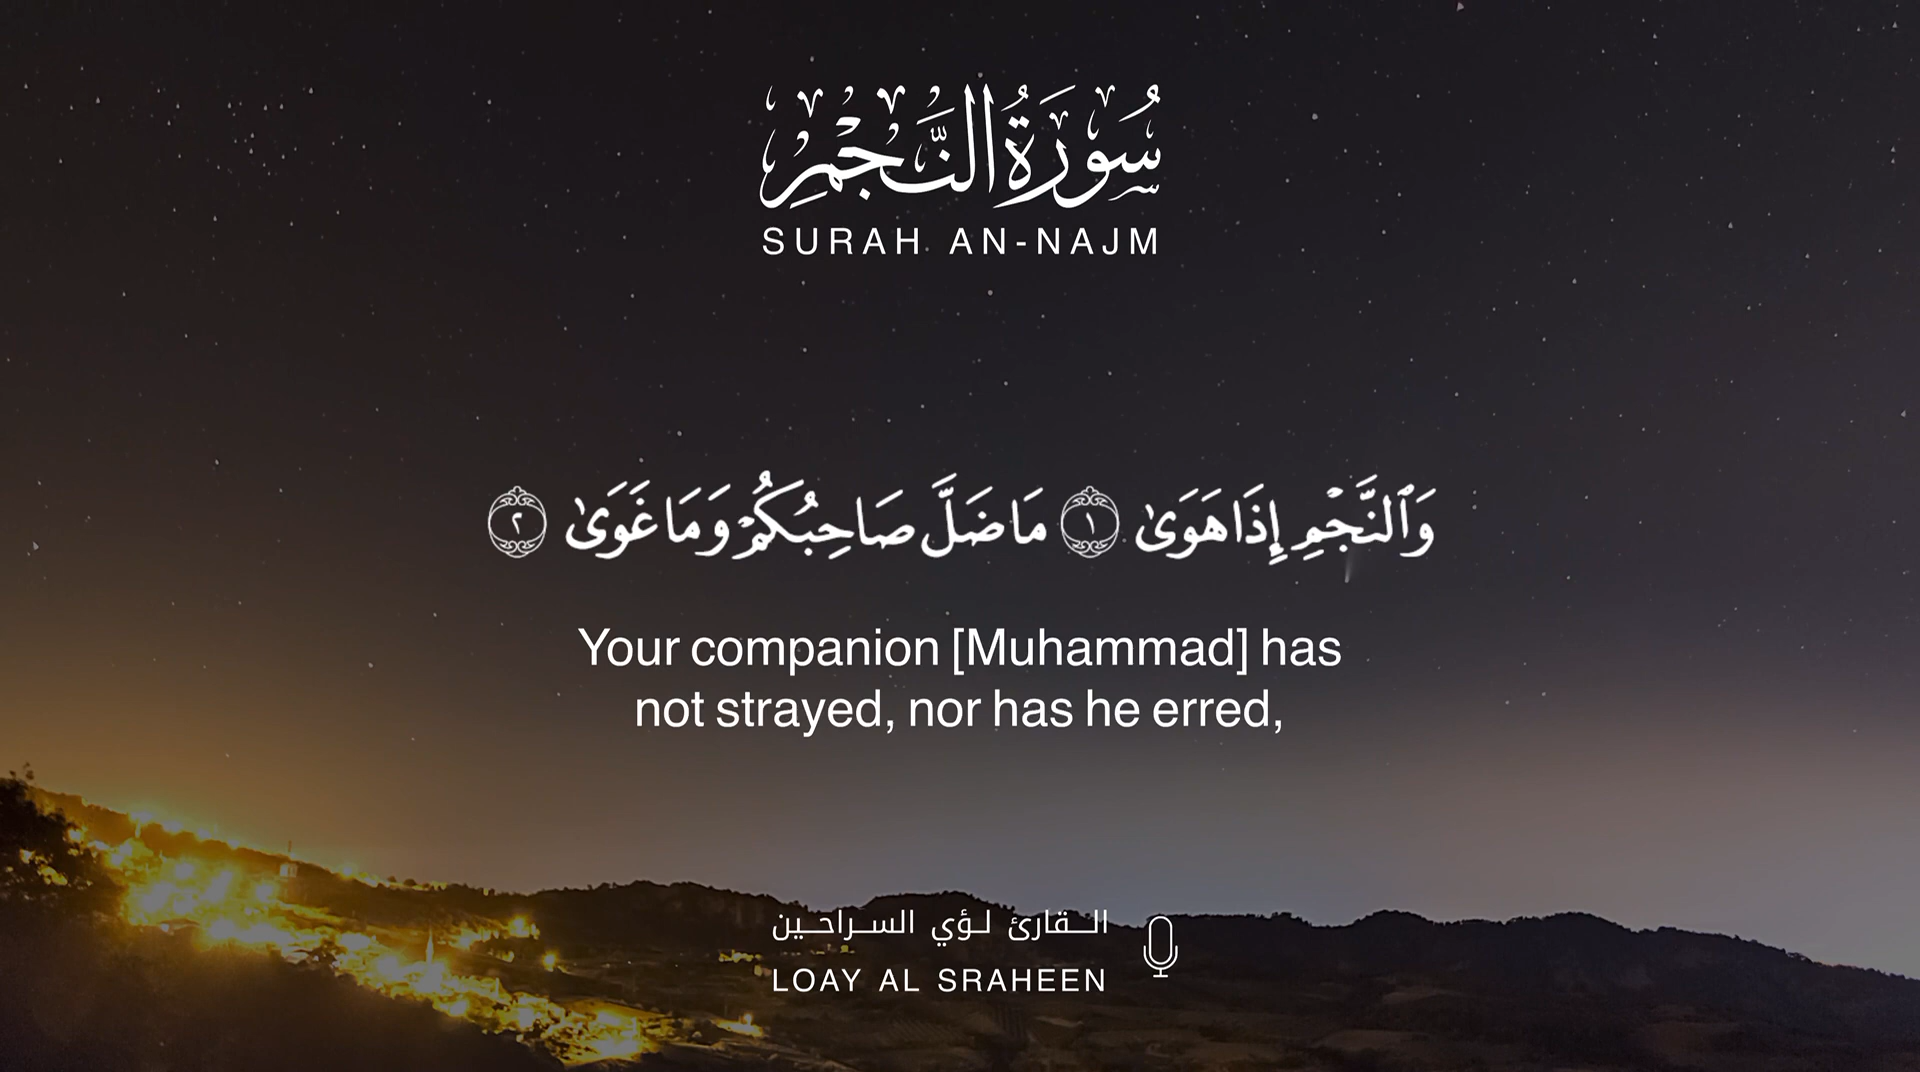 سُورَةُ النَّجْمِ
SURAH AN-NAJM
وَٱلنَّجْمِ إِذَا هَوَىٰ ١ مَا ضَلَّ صَاحِبُكُمْ وَمَا غَوَىٰ ٢
Your companion [Muhammad] has
not strayed, nor has he erred,
القارئ لؤي السراحين
LOAY AL SRAHEEN